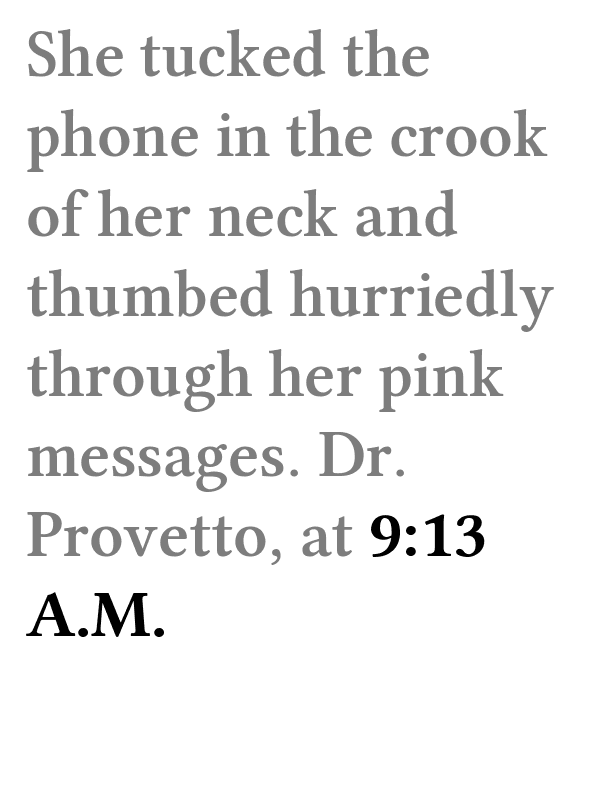 She tucked the
phone in the crook
of her neck and
thumbed hurriedly
through her pink
messages. Dr.
Provetto, at 9:13
A.M.